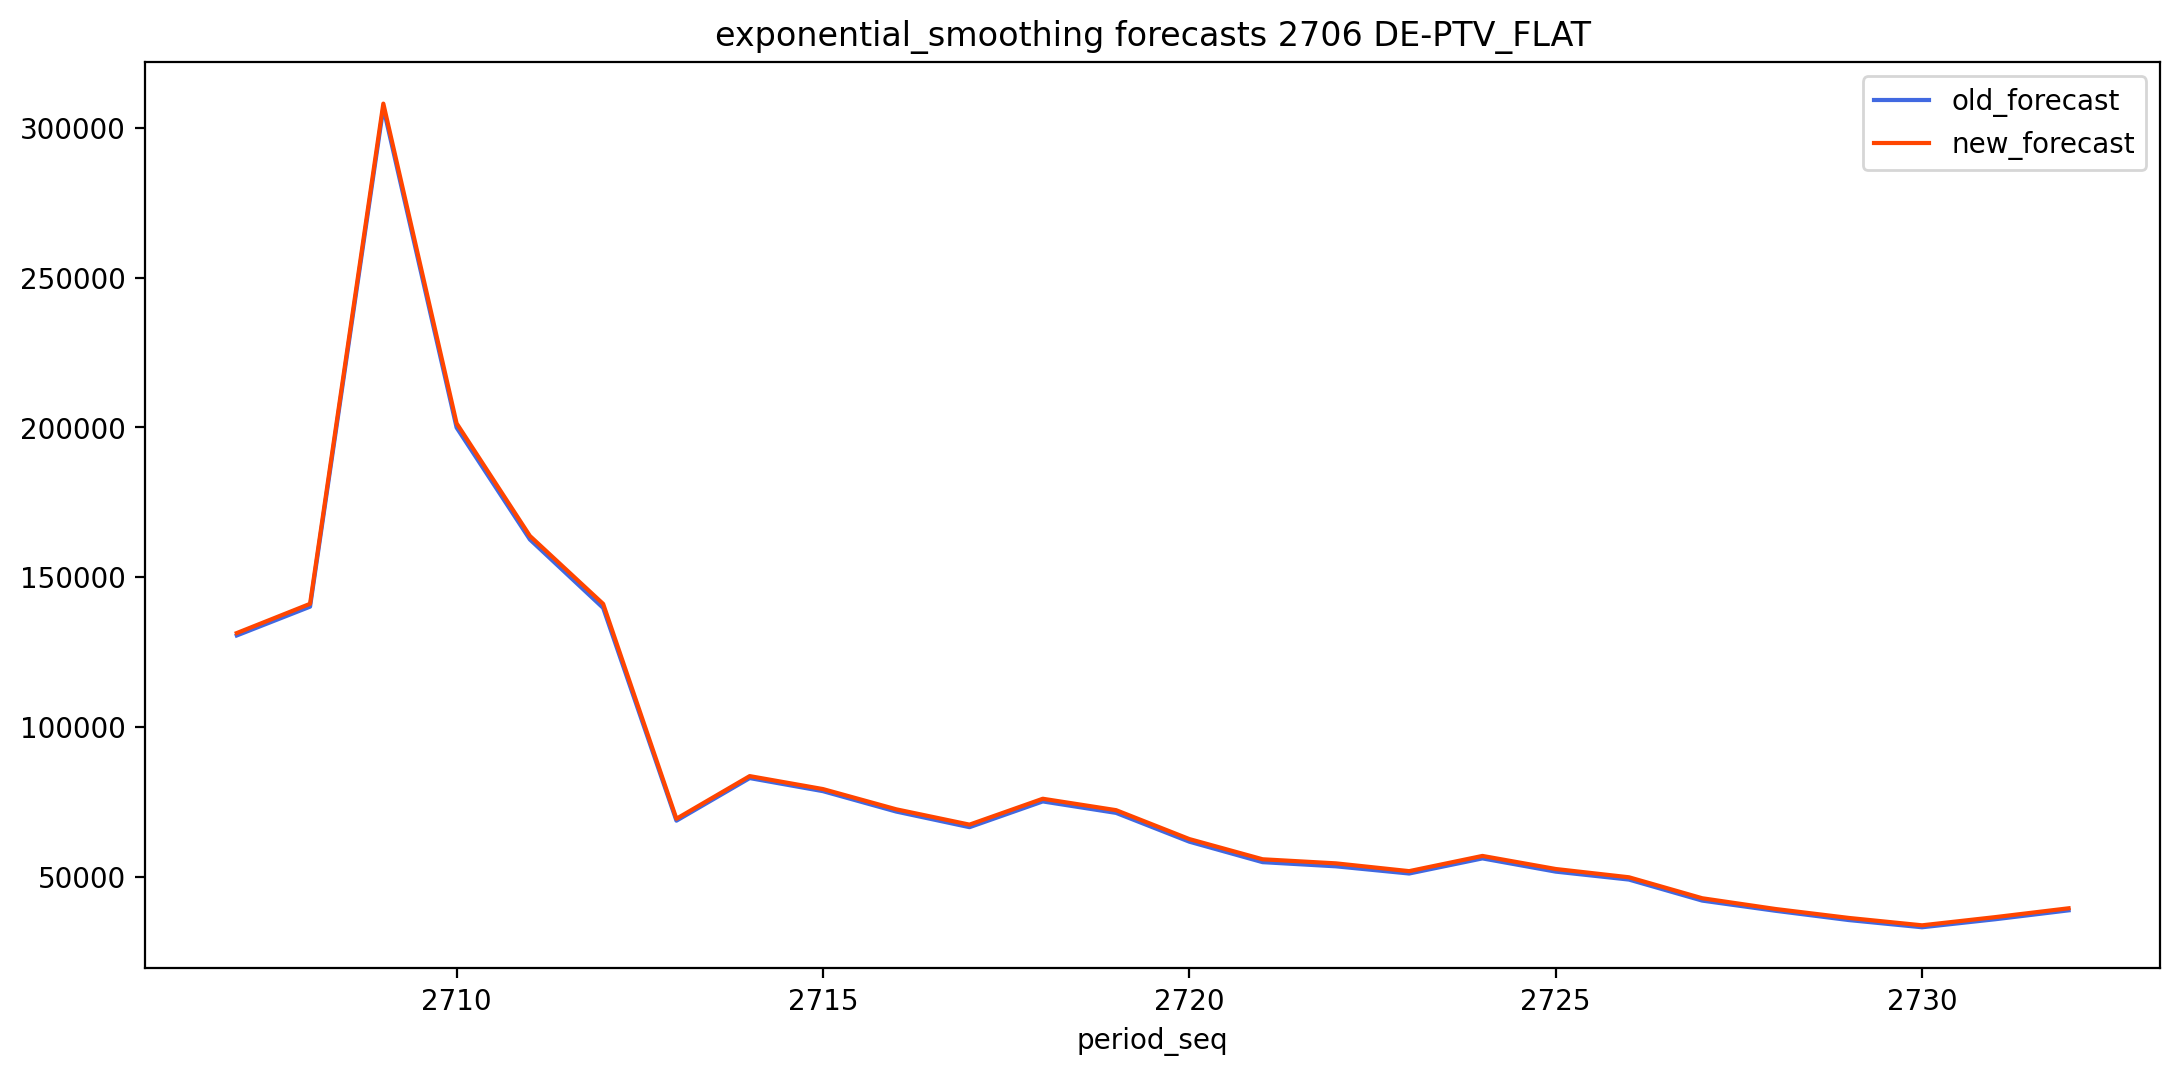 exponential_smoothing forecasts 2706 DE-PTV_FLAT
old_forecast
new_forecast
300000
250000
200000
150000
100000
50000
2710 2715 2720 2725 2730
period_seq